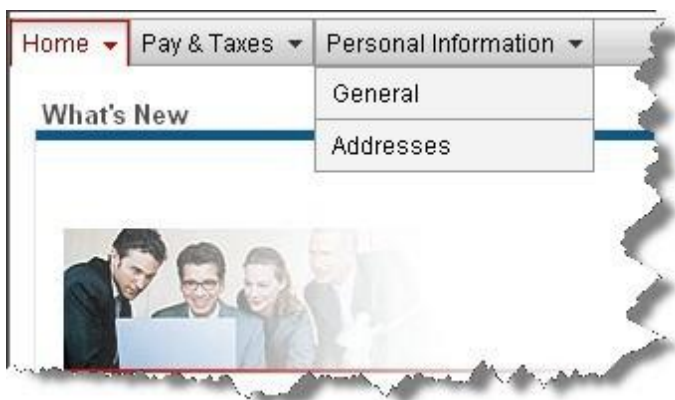 Home Pay & Taxes Personal Information
General
What's New
Addresses